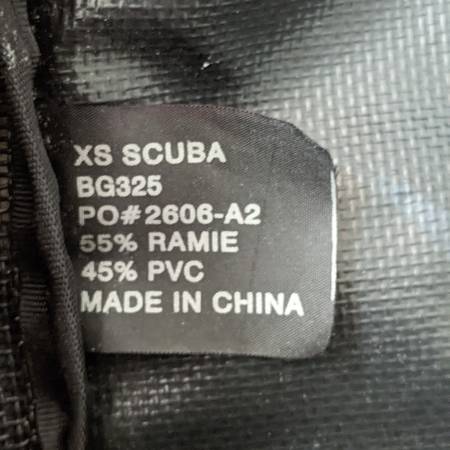 XS SCUBA
BG325
PO#2606-A2
55% RAMIE
45% PVC
MADE IN CHINA